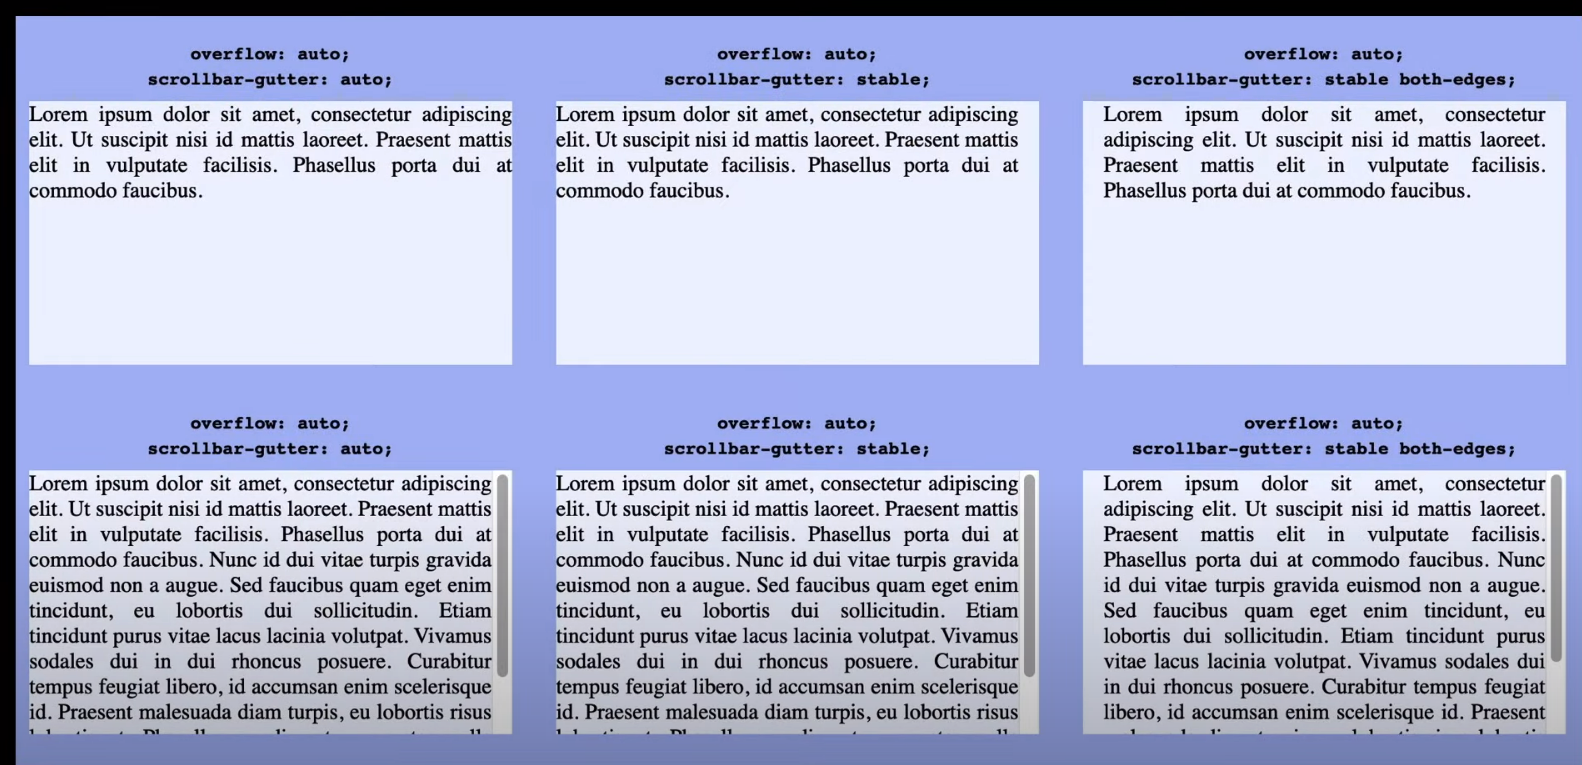 overflow: auto;
scrollbar-gutter: auto;
Lorem ipsum dolor sit amet, consectetur adipiscing
elit. Ut suscipit nisi id mattis laoreet. Praesent mattis
elit in vulputate facilisis. Phasellus porta dui at
commodo faucibus.
overflow: auto;
scrollbar-gutter: stable;
Lorem ipsum dolor sit amet, consectetur adipiscing
elit. Ut suscipit nisi id mattis laoreet. Praesent mattis
elit in vulputate facilisis. Phasellus porta dui at
commodo faucibus.
overflow: auto;
scrollbar-gutter: stable both-edges;
Lorem ipsum dolor sit amet, consectetur
adipiscing elit. Ut suscipit nisi id mattis laoreet.
Praesent mattis elit in vulputate facilisis.
Phasellus porta dui at commodo faucibus.
overflow: auto;
scrollbar-gutter: auto;
Lorem ipsum dolor sit amet, consectetur adipiscing
elit. Ut suscipit nisi id mattis laoreet. Praesent mattis
elit in vulputate facilisis. Phasellus porta dui at
commodo faucibus. Nunc id dui vitae turpis gravida
euismod non a augue. Sed faucibus quam eget enim
tincidunt, eu lobortis dui sollicitudin. Etiam
tincidunt purus vitae lacus lacinia volutpat. Vivamus
sodales dui in dui rhoncus posuere. Curabitur
tempus feugiat libero, id accumsan enim scelerisque
id. Praesent malesuada diam turpis, eu lobortis risus
overflow: auto;
scrollbar-gutter: stable;
Lorem ipsum dolor sit amet, consectetur adipiscing
elit. Ut suscipit nisi id mattis laoreet. Praesent mattis
elit in vulputate facilisis. Phasellus porta dui at
commodo faucibus. Nunc id dui vitae turpis gravida
euismod non a augue. Sed faucibus quam eget enim
tincidunt, eu lobortis dui sollicitudin. Etiam
tincidunt purus vitae lacus lacinia volutpat. Vivamus
sodales dui in dui rhoncus posuere. Curabitur
tempus feugiat libero, id accumsan enim scelerisque
id. Praesent malesuada diam turpis, eu lobortis risus
overflow: auto;
scrollbar-gutter: stable both-edges;
Lorem ipsum dolor sit amet, consectetur
adipiscing elit. Ut suscipit nisi id mattis laoreet.
Praesent mattis elit in vulputate facilisis.
Phasellus porta dui at commodo faucibus. Nunc
id dui vitae turpis gravida euismod non a augue.
Sed faucibus quam eget enim tincidunt, eu
lobortis dui sollicitudin. Etiam tincidunt purus
vitae lacus lacinia volutpat. Vivamus sodales dui
in dui rhoncus posuere. Curabitur tempus feugiat
libero, id accumsan enim scelerisque id. Praesent